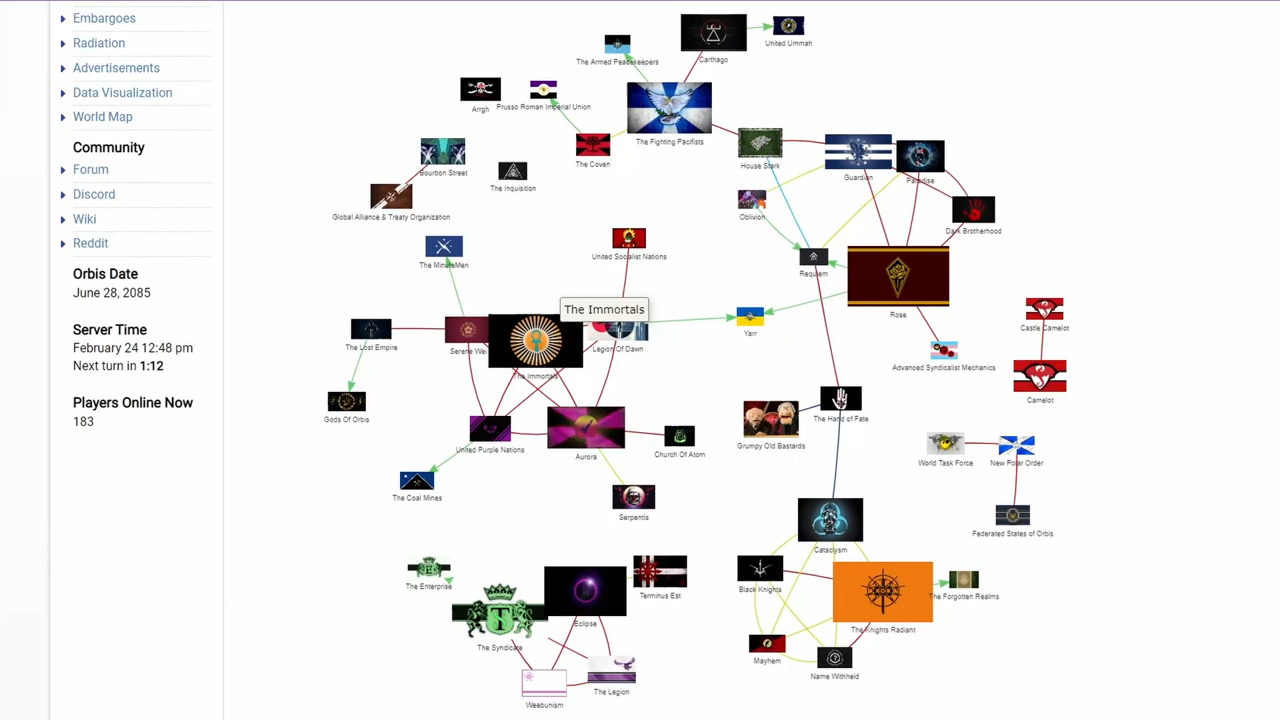 Embargoes
Radiation
Advertisements
Data Visualization
World Map
Community
Forum
Discord
Wiki
Reddit
Orbis Date
June 28, 2085
Server Time
February 24 12:48 pm
Next turn in 1:12
Players Online Now
183
United Ummah
Carthago
The Armed Peacekeepers
Arrgh
Prusso Roman Imperial Union
The Fighting Pacifists
The Coven
House Stark
Guardian
Paradise
Bourbon Street
The Inquisition
Global Alliance & Treaty Organization
Oblivion
Dark Brotherhood
The MinuteMen
United Socialist Nations
Requiem
The Immortals
Rose
Yarr
Castle Camelot
The Lost Empire
Serene Wei
The Immortals
Legion Of Dawn
Advanced Syndicalist Mechanics
Camelot
Gods Of Orbis
The Hand of Fate
Grumpy Old Bastards
United Purple Nations
Aurora
Church Of Atom
World Task Force
New Polar Order
The Coal Mines
Serpentis
Federated States of Orbis
Cataclysm
The Enterprise
Terminus Est
Black Knights
The Forgotten Realms
Eclipse
The Knights Radiant
The Syndicate
Mayhem
Name Withheld
The Legion
Weebunism